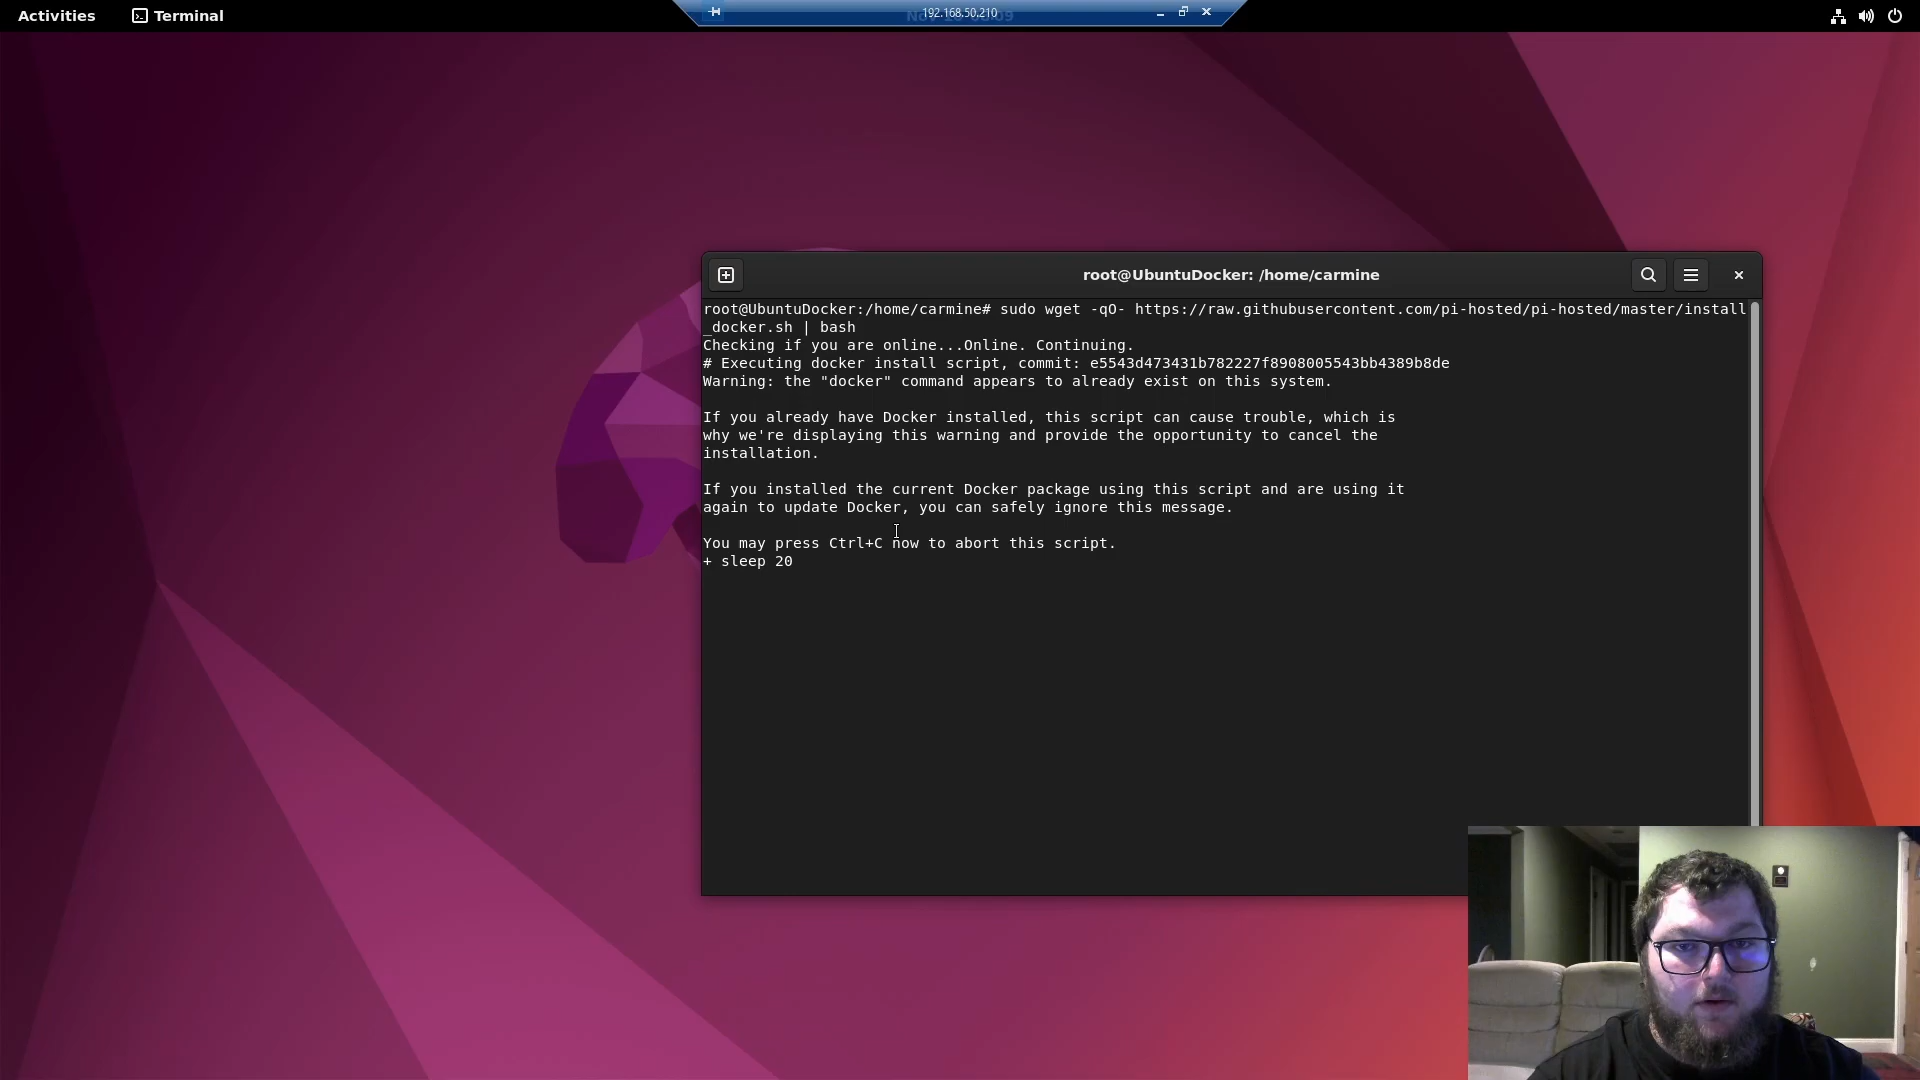 Activities
Terminal
192.168.50.210
root@UbuntuDocker: /home/carmine
root@UbuntuDocker:/home/carmine# sudo wget -qO- https://raw.githubusercontent.com/pi-hosted/pi-hosted/master/install
_docker.sh | bash
Checking if you are online...Online. Continuing.
# Executing docker install script, commit: e5543d473431b782227f8908005543bb4389b8de
Warning: the "docker" command appears to already exist on this system.
If you already have Docker installed, this script can cause trouble, which is
why we're displaying this warning and provide the opportunity to cancel the
installation.
If you installed the current Docker package using this script and are using it
again to update Docker, you can safely ignore this message.
You may press Ctrl+C now to abort this script.
+ sleep 20